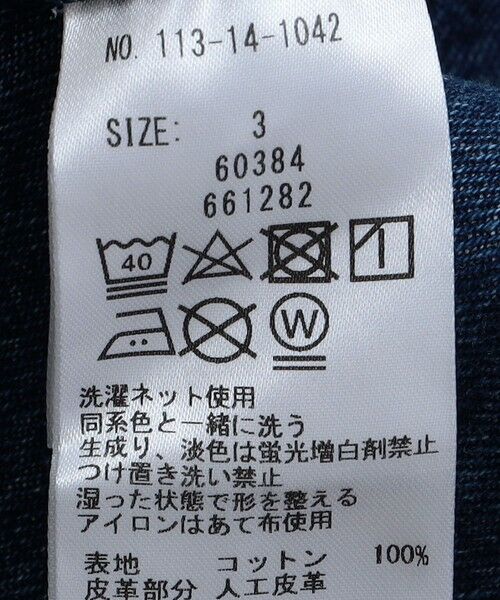 NO. 113-14-1042
SIZE: 3
60384
661282
40
W
洗濯ネット使用
同系色と一緒に洗う
生成り、淡色は蛍光増白剤禁止
つけ置き洗い禁止
湿った状態で形を整える
アイロンはあて布使用
表地 コットン 100%
皮革部分 人工皮革